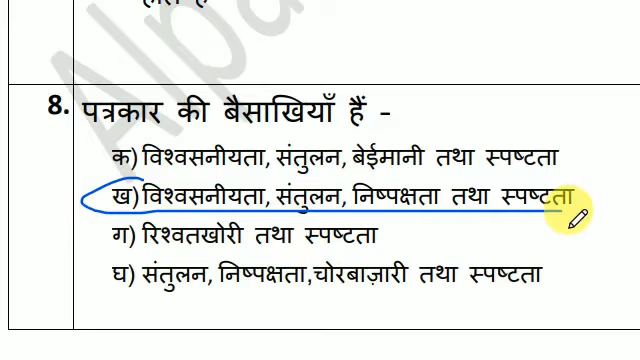 8. पत्रकार की बैसाखियाँ हैं -
क) विश्वसनीयता, संतुलन, बेईमानी तथा स्पष्टता
ख) विश्वसनीयता, संतुलन, निष्पक्षता तथा स्पष्टता
ग) रिश्वतखोरी तथा स्पष्टता
घ) संतुलन, निष्पक्षता,चोरबाज़ारी तथा स्पष्टता